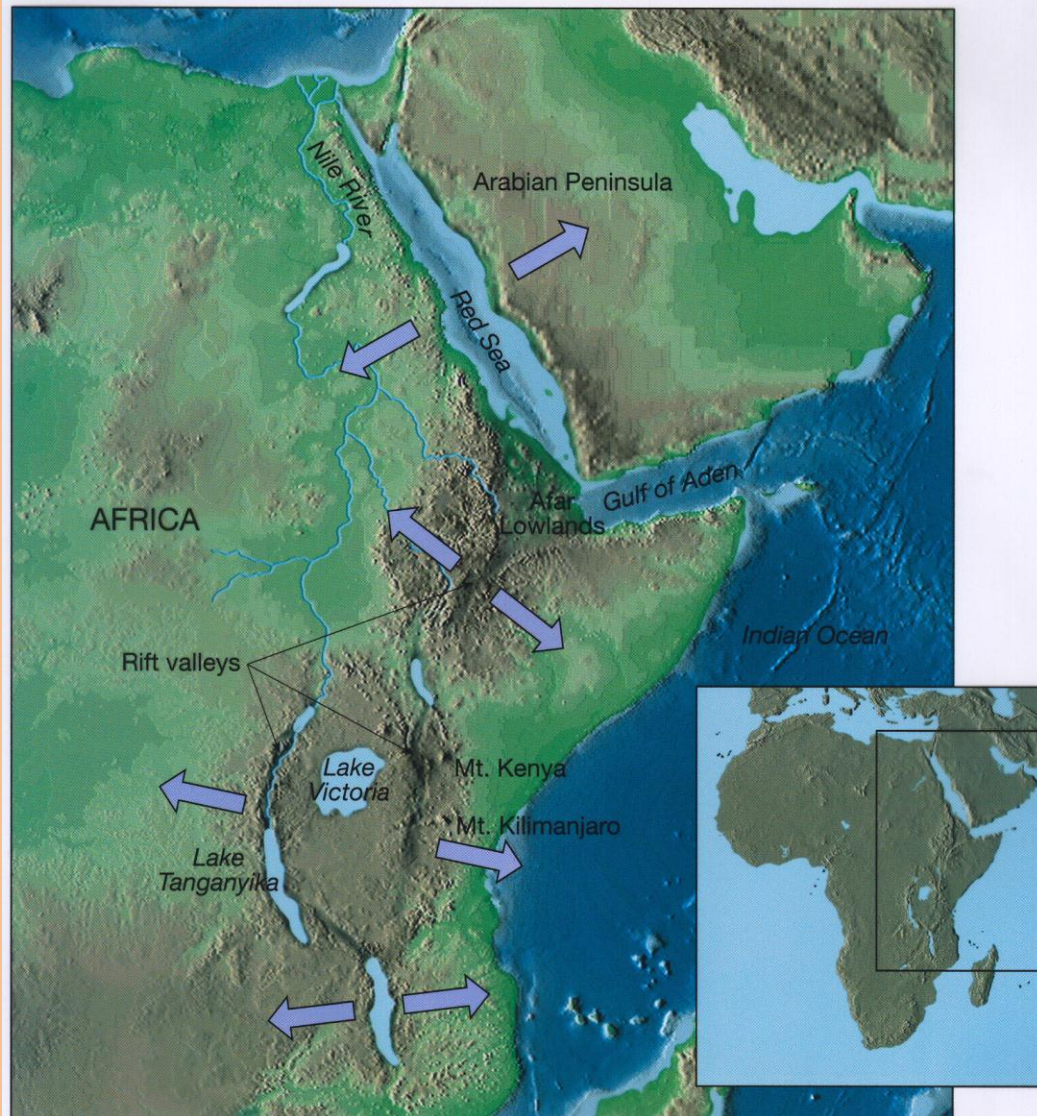 Nile River
Arabian Peninsula
Red Sea
AFRICA
Afar
Lowlands
Gulf of Aden
Rift valleys
Indian Ocean
Lake
Victoria
Mt. Kenya
Mt. Kilimanjaro
Lake
Tanganyika